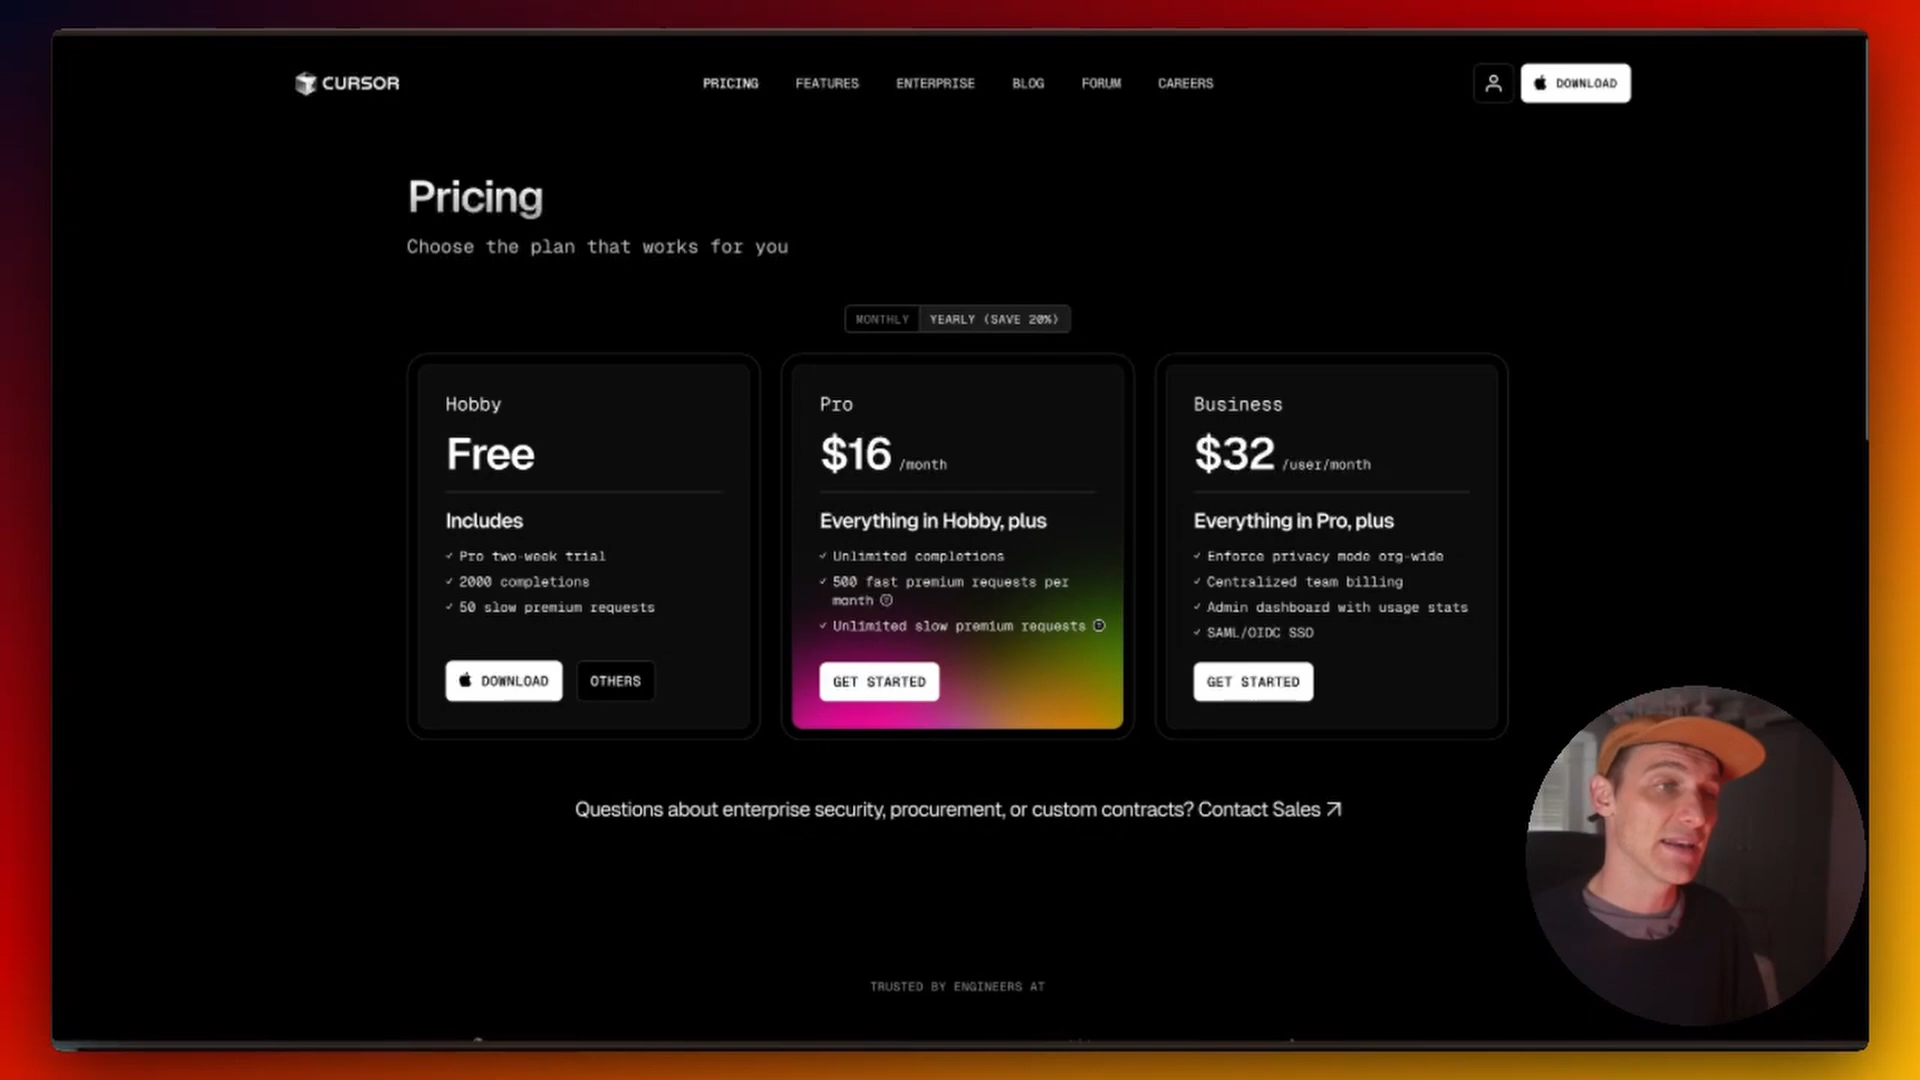 CURSOR
PRICING FEATURES ENTERPRISE BLOG FORUM CAREERS
DOWNLOAD
Pricing
Choose the plan that works for you
MONTHLY YEARLY (SAVE 20%)
Hobby
Free
Includes
✓ Pro two-week trial
✓ 2000 completions
✓ 50 slow premium requests
DOWNLOAD OTHERS
Pro
$16 /month
Everything in Hobby, plus
✓ Unlimited completions
✓ 500 fast premium requests per
month
✓ Unlimited slow premium requests
GET STARTED
Business
$32 /user/month
Everything in Pro, plus
✓ Enforce privacy mode org-wide
✓ Centralized team billing
✓ Admin dashboard with usage stats
✓ SAML/OIDC SSO
GET STARTED
Questions about enterprise security, procurement, or custom contracts? Contact Sales ↗
TRUSTED BY ENGINEERS AT